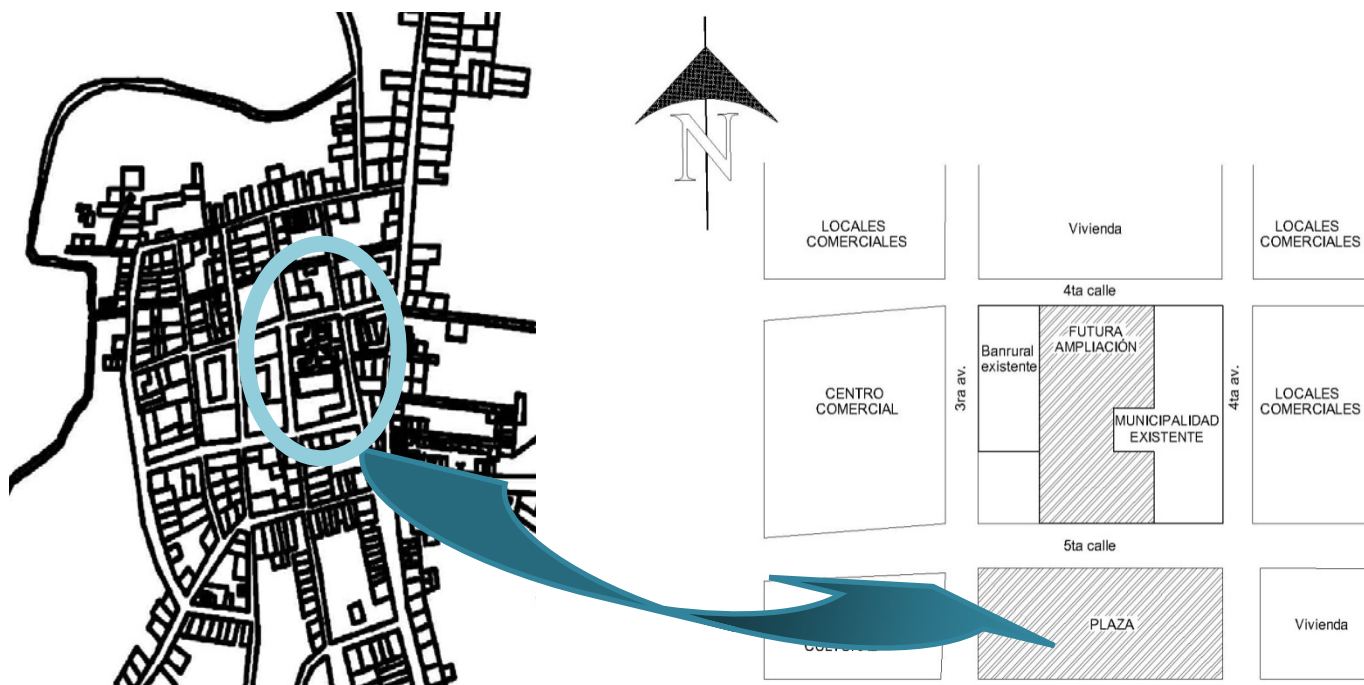 N
LOCALES
COMERCIALES
Vivienda
LOCALES
COMERCIALES
4ta calle
FUTURA
AMPLIACIÓN
Banrural
existente
3ra av.
CENTRO
COMERCIAL
MUNICIPALIDAD
EXISTENTE
4ta av.
LOCALES
COMERCIALES
5ta calle
PLAZA
Vivienda